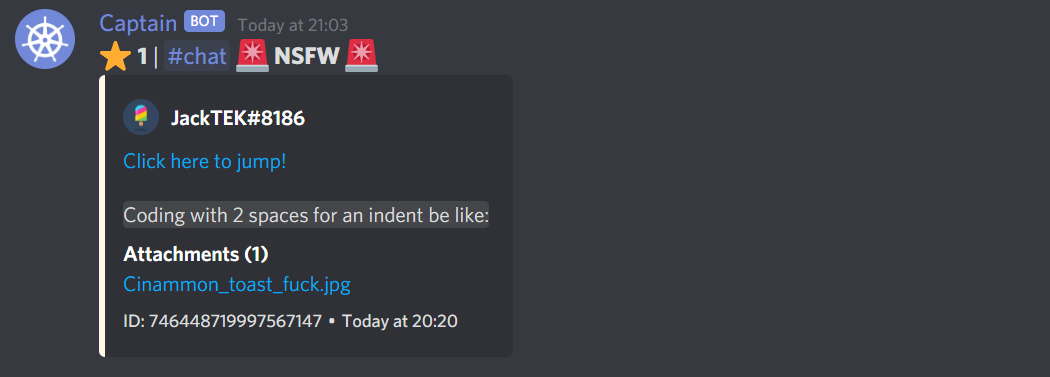 Captain BOT Today at 21:03
⭐ 1 | #chat 🚨 NSFW 🚨
JackTEK#8186
Click here to jump!
Coding with 2 spaces for an indent be like:
Attachments (1)
Cinammon_toast_fuck.jpg
ID: 746448719997567147 • Today at 20:20